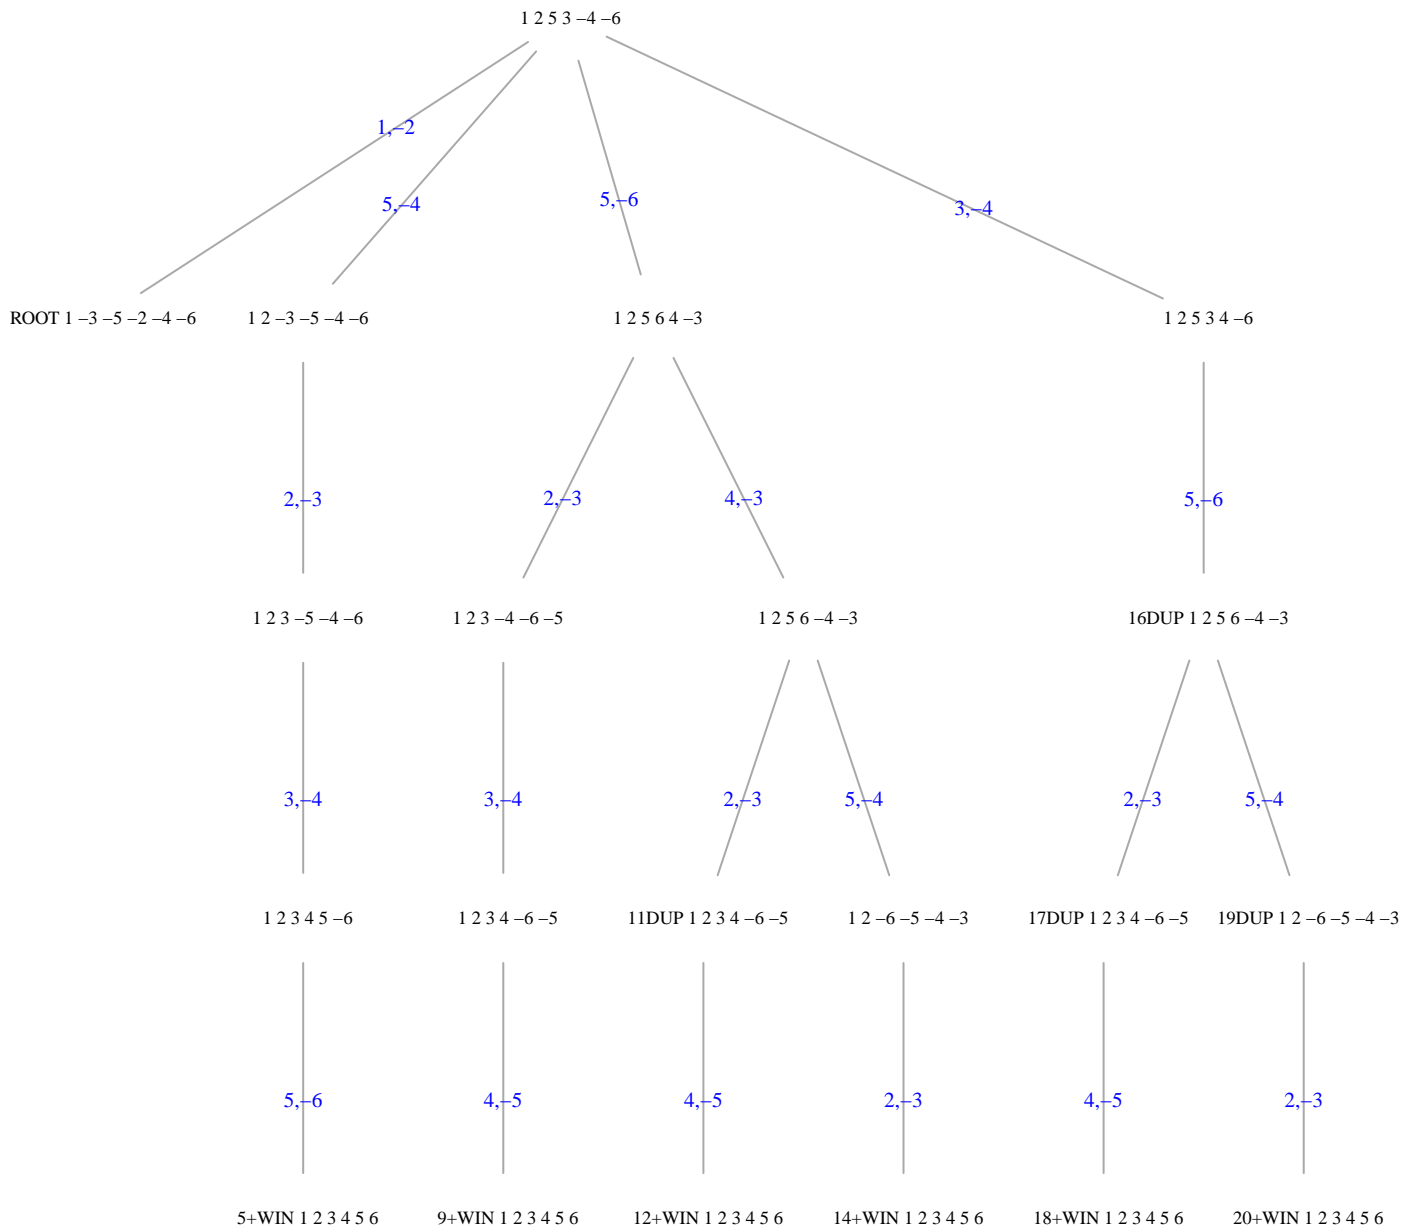 1 2 5 3 –4 –6
1,–2
5,–4
5,–6
3,–4
ROOT 1 –3 –5 –2 –4 –6
1 2 –3 –5 –4 –6
1 2 5 6 4 –3
1 2 5 3 4 –6
2,–3
2,–3
4,–3
5,–6
1 2 3 –5 –4 –6
1 2 3 –4 –6 –5
1 2 5 6 –4 –3
16DUP 1 2 5 6 –4 –3
3,–4
3,–4
2,–3
5,–4
2,–3
5,–4
1 2 3 4 5 –6
1 2 3 4 –6 –5
11DUP 1 2 3 4 –6 –5
1 2 –6 –5 –4 –3
17DUP 1 2 3 4 –6 –5
19DUP 1 2 –6 –5 –4 –3
5,–6
4,–5
4,–5
2,–3
4,–5
2,–3
5+WIN 1 2 3 4 5 6
9+WIN 1 2 3 4 5 6
12+WIN 1 2 3 4 5 6
14+WIN 1 2 3 4 5 6
18+WIN 1 2 3 4 5 6
20+WIN 1 2 3 4 5 6